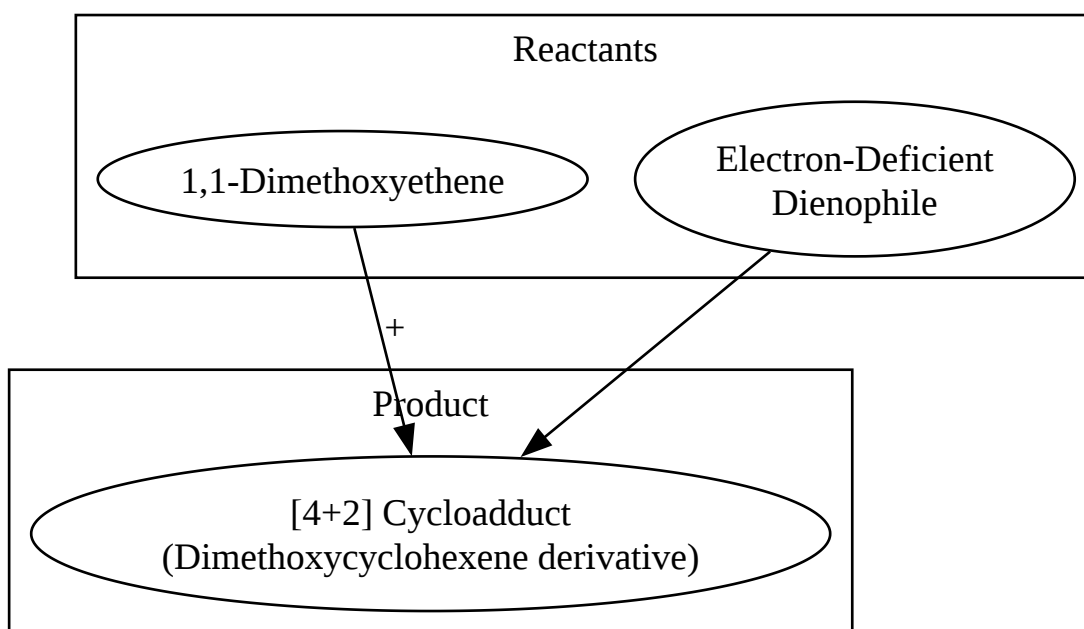 Reactants
1,1-Dimethoxyethene
Electron-Deficient
Dienophile
+
Product
[4+2] Cycloadduct
(Dimethoxycyclohexene derivative)